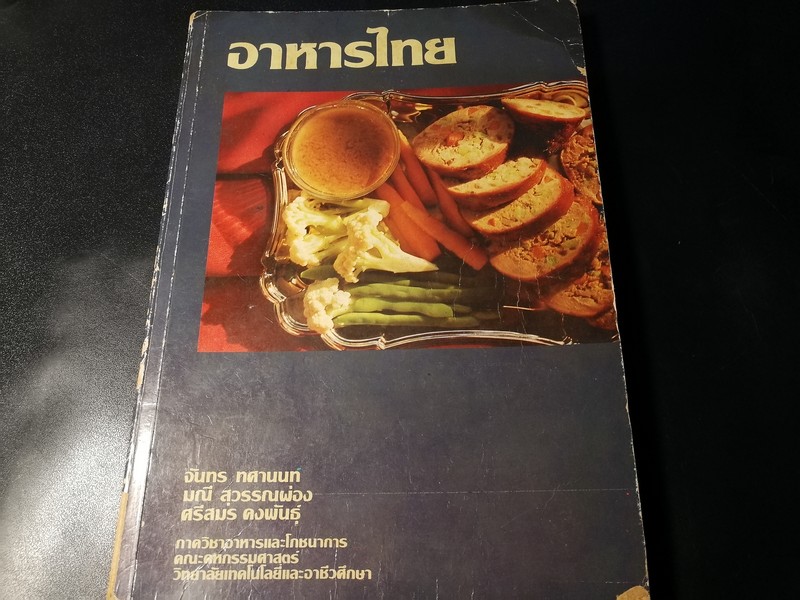 อาหารไทย
จันทร ทศานนท์
มณี สุวรรณผ่อง
ศรีสมร คงพันธุ์
ภาควิชาอาหารและโภชนาการ
คณะคหกรรมศาสตร์
วิทยาลัยเทคโนโลยีและอาชีวศึกษา